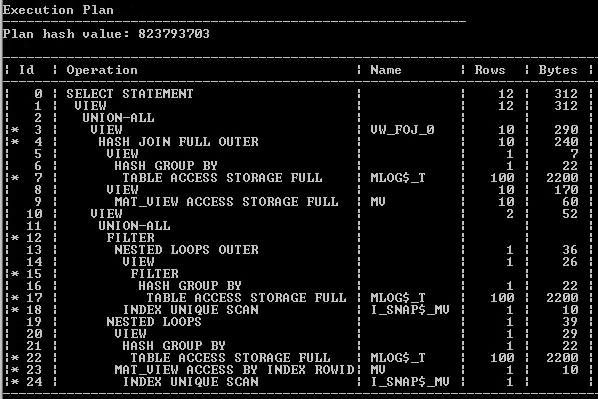 Execution Plan
----------------------------------------------------------
Plan hash value: 823793703
| Id | Operation | Name | Rows | Bytes |
| 0 | SELECT STATEMENT | | 12 | 312 |
| 1 | VIEW | | 12 | 312 |
| 2 | UNION-ALL | | | |
|* 3 | VIEW | VW_FOJ_0 | 10 | 290 |
|* 4 | HASH JOIN FULL OUTER | | 10 | 240 |
| 5 | VIEW | | 1 | 7 |
| 6 | HASH GROUP BY | | 1 | 22 |
|* 7 | TABLE ACCESS STORAGE FULL | MLOG$_T | 100 | 2200 |
| 8 | VIEW | | 10 | 170 |
| 9 | MAT_VIEW ACCESS STORAGE FULL | MV | 10 | 60 |
| 10 | VIEW | | 2 | 52 |
| 11 | UNION-ALL | | | |
|* 12 | FILTER | | | |
| 13 | NESTED LOOPS OUTER | | 1 | 36 |
| 14 | VIEW | | 1 | 26 |
|* 15 | FILTER | | | |
| 16 | HASH GROUP BY | | 1 | 22 |
|* 17 | TABLE ACCESS STORAGE FULL | MLOG$_T | 100 | 2200 |
|* 18 | INDEX UNIQUE SCAN | I_SNAP$_MV | 1 | 10 |
| 19 | NESTED LOOPS | | 1 | 39 |
| 20 | VIEW | | 1 | 29 |
| 21 | HASH GROUP BY | | 1 | 22 |
|* 22 | TABLE ACCESS STORAGE FULL | MLOG$_T | 100 | 2200 |
|* 23 | MAT_VIEW ACCESS BY INDEX ROWID | MV | 1 | 10 |
|* 24 | INDEX UNIQUE SCAN | I_SNAP$_MV | 1 | |